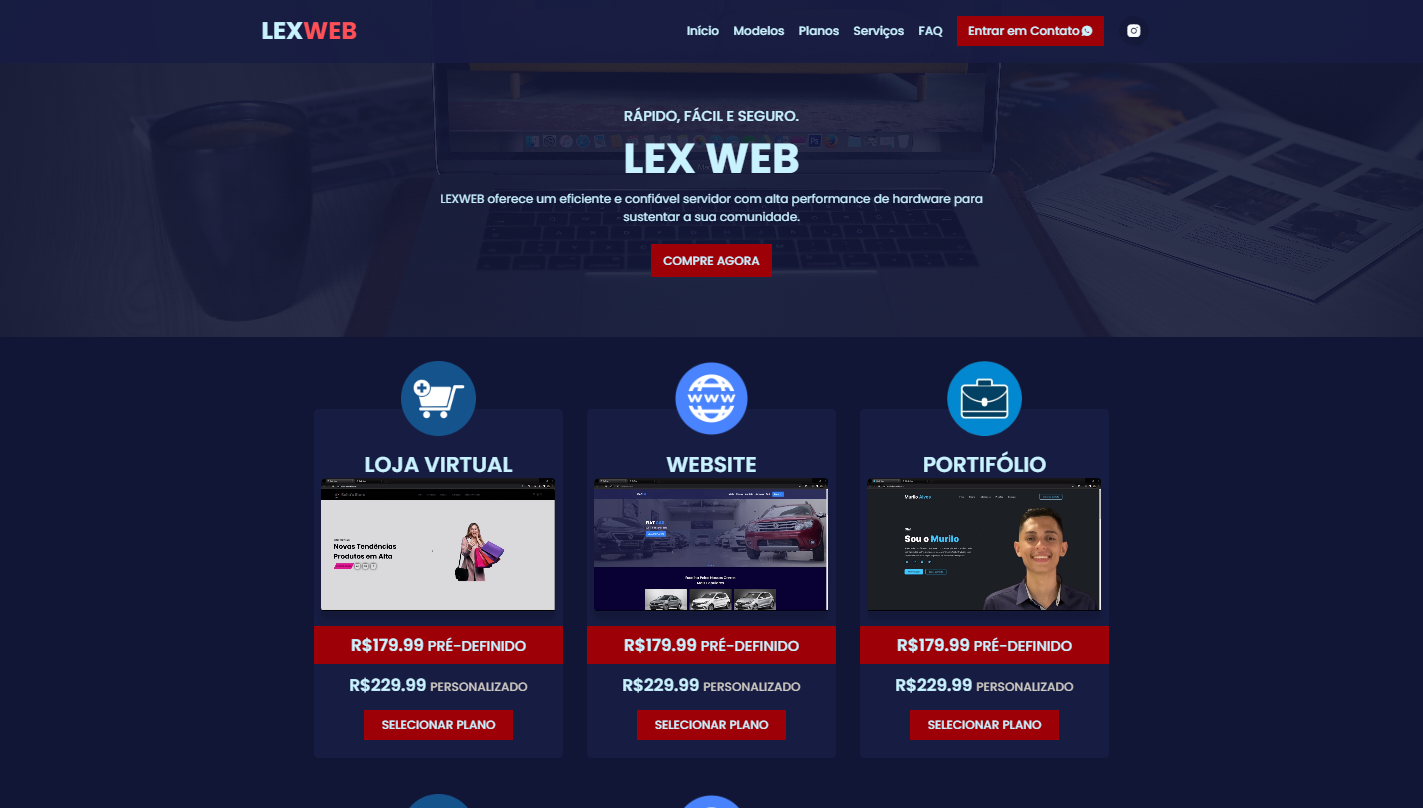 LEXWEB
Início Modelos Planos Serviços FAQ Entrar em Contato
RÁPIDO, FÁCIL E SEGURO.
LEX WEB
LEXWEB oferece um eficiente e confiável servidor com alta performance de hardware para
sustentar a sua comunidade.
COMPRE AGORA
WWW
LOJA VIRTUAL
Novas Tendências
Produtos em Alta
R$179.99 PRÉ-DEFINIDO
R$229.99 PERSONALIZADO
SELECIONAR PLANO
WEBSITE
R$179.99 PRÉ-DEFINIDO
R$229.99 PERSONALIZADO
SELECIONAR PLANO
PORTIFÓLIO
Murilo Alves
Sou o Murilo
R$179.99 PRÉ-DEFINIDO
R$229.99 PERSONALIZADO
SELECIONAR PLANO